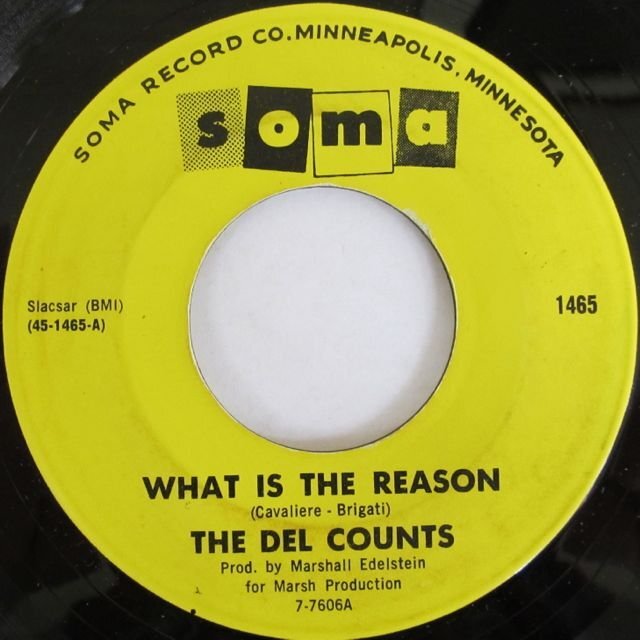 SOMA RECORD CO. MINNEAPOLIS, MINNESOTA
soma
Slacsar (BMI)
(45-1465-A)
1465
WHAT IS THE REASON
(Cavaliere - Brigati)
THE DEL COUNTS
Prod. by Marshall Edelstein
for Marsh Production
7-7606A